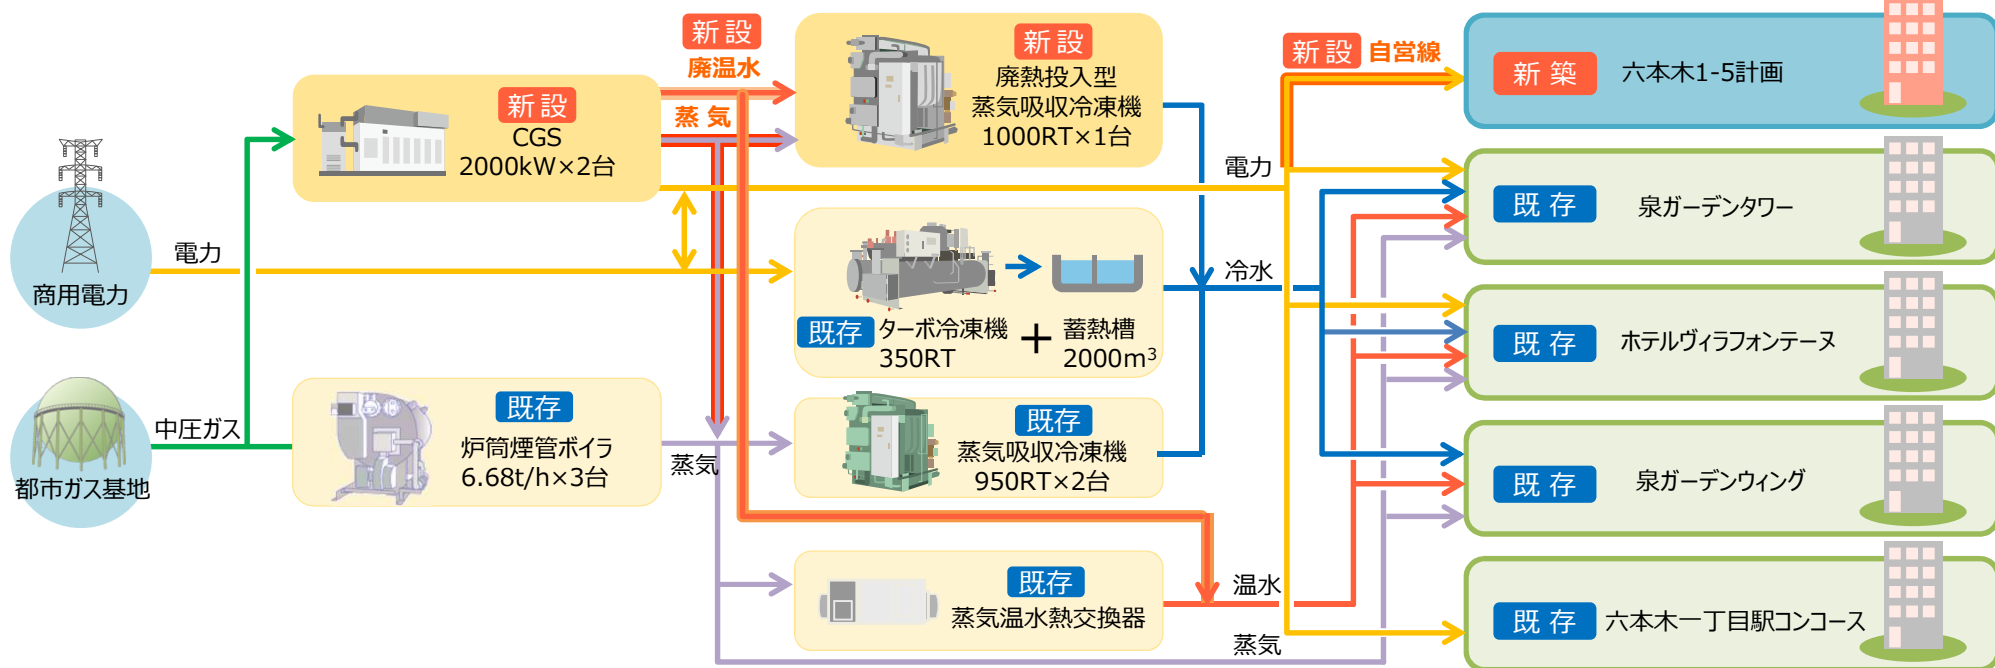 商用電力
電力
都市ガス基地
中圧ガス
新設
CGS
2000kW×2台
既存
炉筒煙管ボイラ
6.68t/h×3台
新設
廃温水
蒸気
蒸気
新設
廃熱投入型
蒸気吸収冷凍機
1000RT×1台
既存
ターボ冷凍機
350RT
+
蓄熱槽
2000m³
既存
蒸気吸収冷凍機
950RT×2台
既存
蒸気温水熱交換器
電力
冷水
温水
蒸気
新設 自営線
新築 六本木1-5計画
既存 泉ガーデンタワー
既存 ホテルヴィラフォンテーヌ
既存 泉ガーデンウィング
既存 六本木一丁目駅コンコース